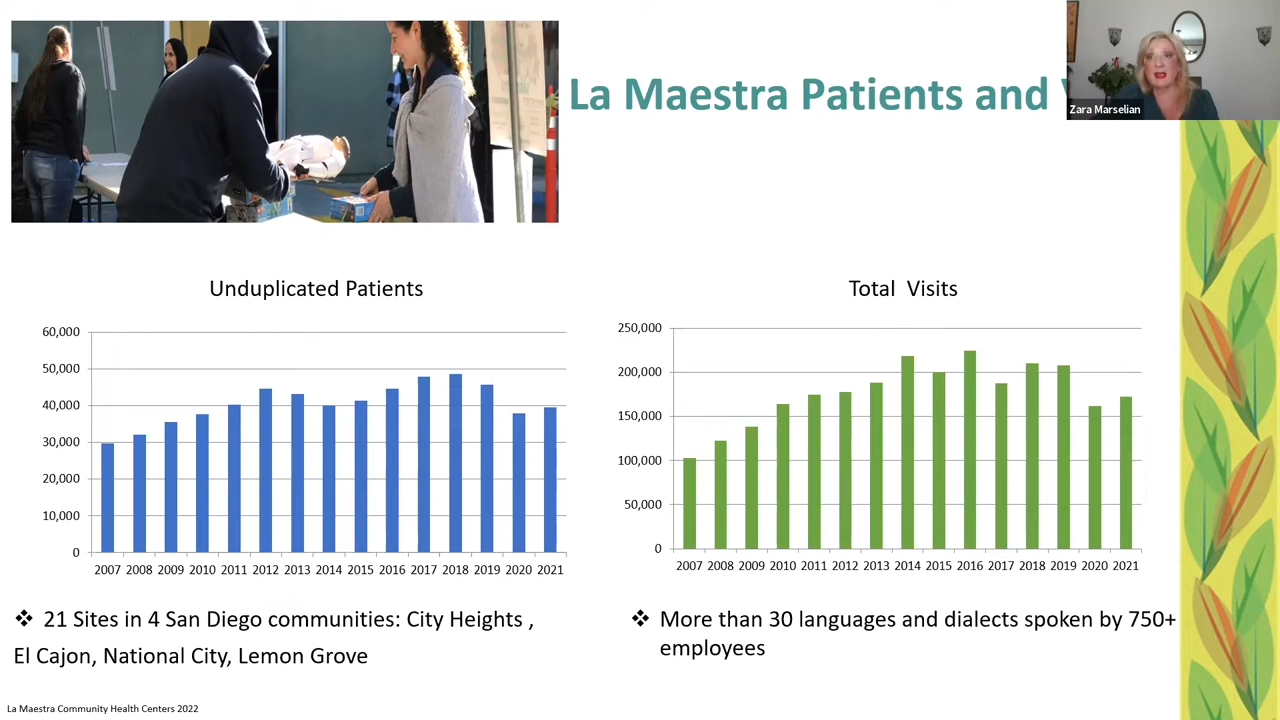 La Maestra Patients and
Zara Marselian
Unduplicated Patients
60,000
50,000
40,000
30,000
20,000
10,000
0
2007 2008 2009 2010 2011 2012 2013 2014 2015 2016 2017 2018 2019 2020 2021
Total Visits
250,000
200,000
150,000
100,000
50,000
0
2007 2008 2009 2010 2011 2012 2013 2014 2015 2016 2017 2018 2019 2020 2021
❖ 21 Sites in 4 San Diego communities: City Heights ,
El Cajon, National City, Lemon Grove
❖ More than 30 languages and dialects spoken by 750+
employees
La Maestra Community Health Centers 2022